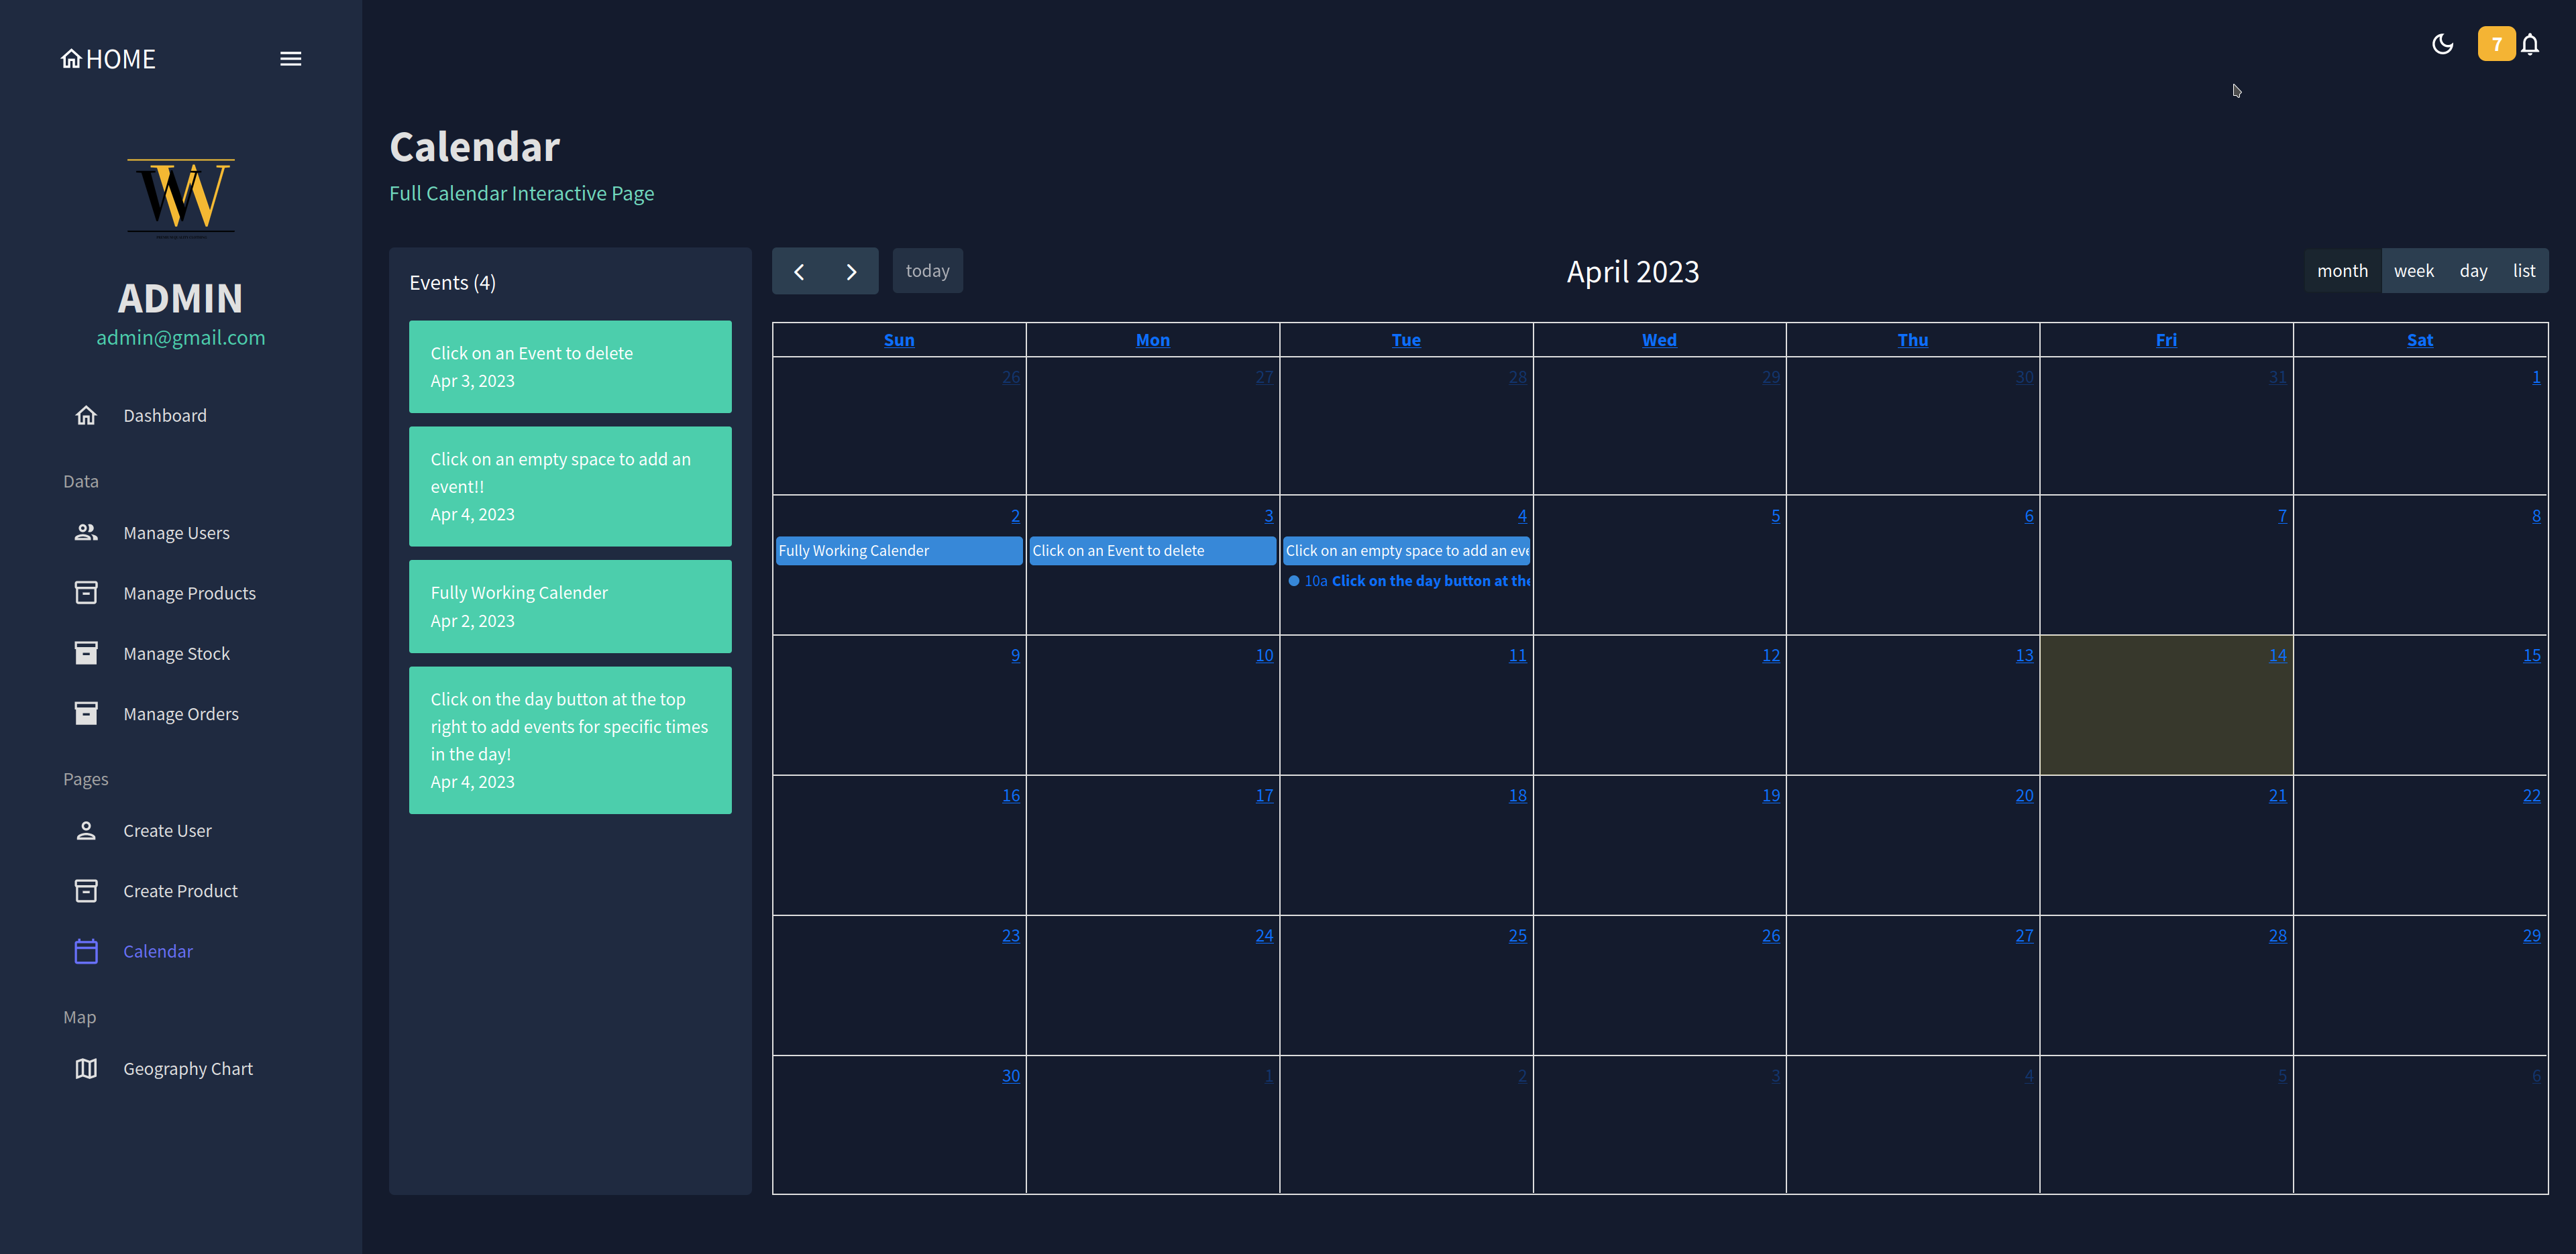 HOME
7
W
ADMIN
admin@gmail.com
Dashboard
Data
Manage Users
Manage Products
Manage Stock
Manage Orders
Pages
Create User
Create Product
Calendar
Map
Geography Chart
Calendar
Full Calendar Interactive Page
Events (4)
Click on an Event to delete
Apr 3, 2023
Click on an empty space to add an
event!!
Apr 4, 2023
Fully Working Calender
Apr 2, 2023
Click on the day button at the top
right to add events for specific times
in the day!
Apr 4, 2023
today
April 2023
month week day list
Sun Mon Tue Wed Thu Fri Sat
26 27 28 29 30 31 1
2 3 4 5 6 7 8
Fully Working Calender Click on an Event to delete Click on an empty space to add an eve
10a Click on the day button at the
9 10 11 12 13 14 15
16 17 18 19 20 21 22
23 24 25 26 27 28 29
30 1 2 3 4 5 6